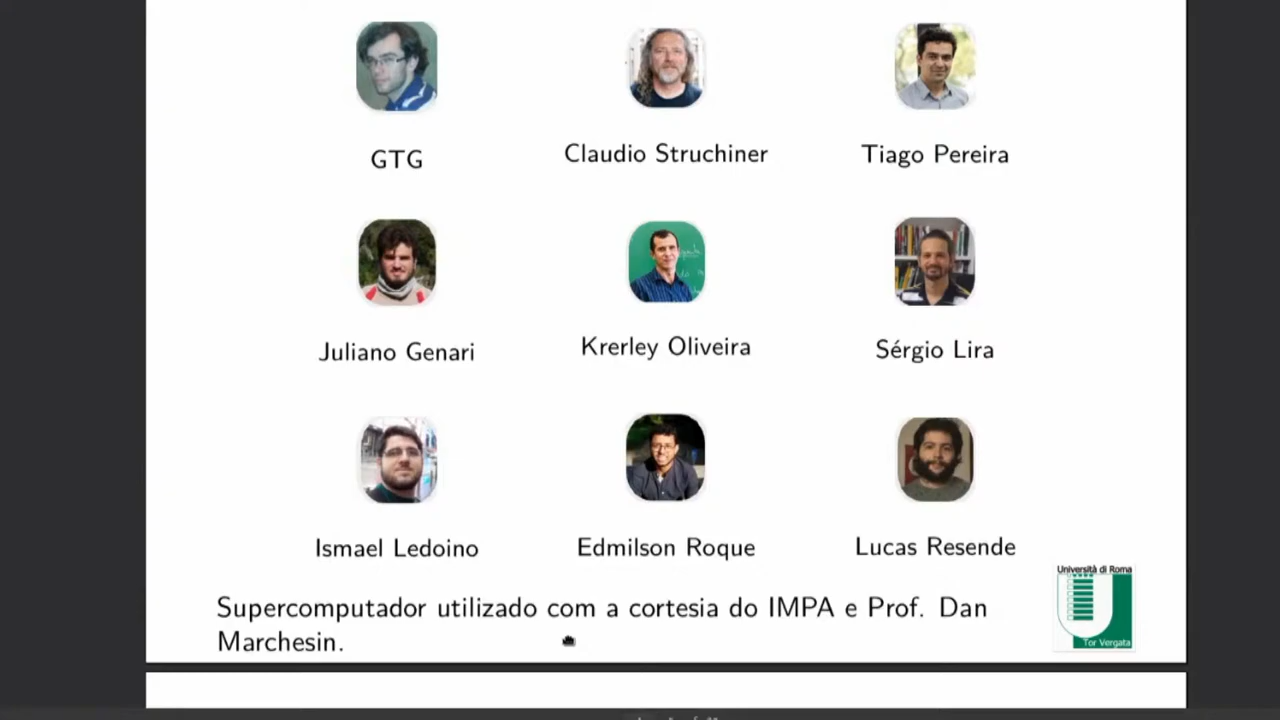 GTG
Claudio Struchiner
Tiago Pereira
Juliano Genari
Krerley Oliveira
Sérgio Lira
Ismael Ledoino
Edmilson Roque
Lucas Resende
Supercomputador utilizado com a cortesia do IMPA e Prof. Dan
Marchesin.
Università di Roma
Tor Vergata